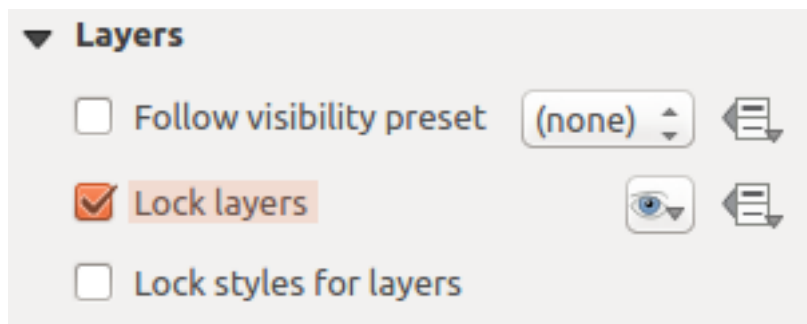 Layers
Follow visibility preset (none)
Lock layers
Lock styles for layers